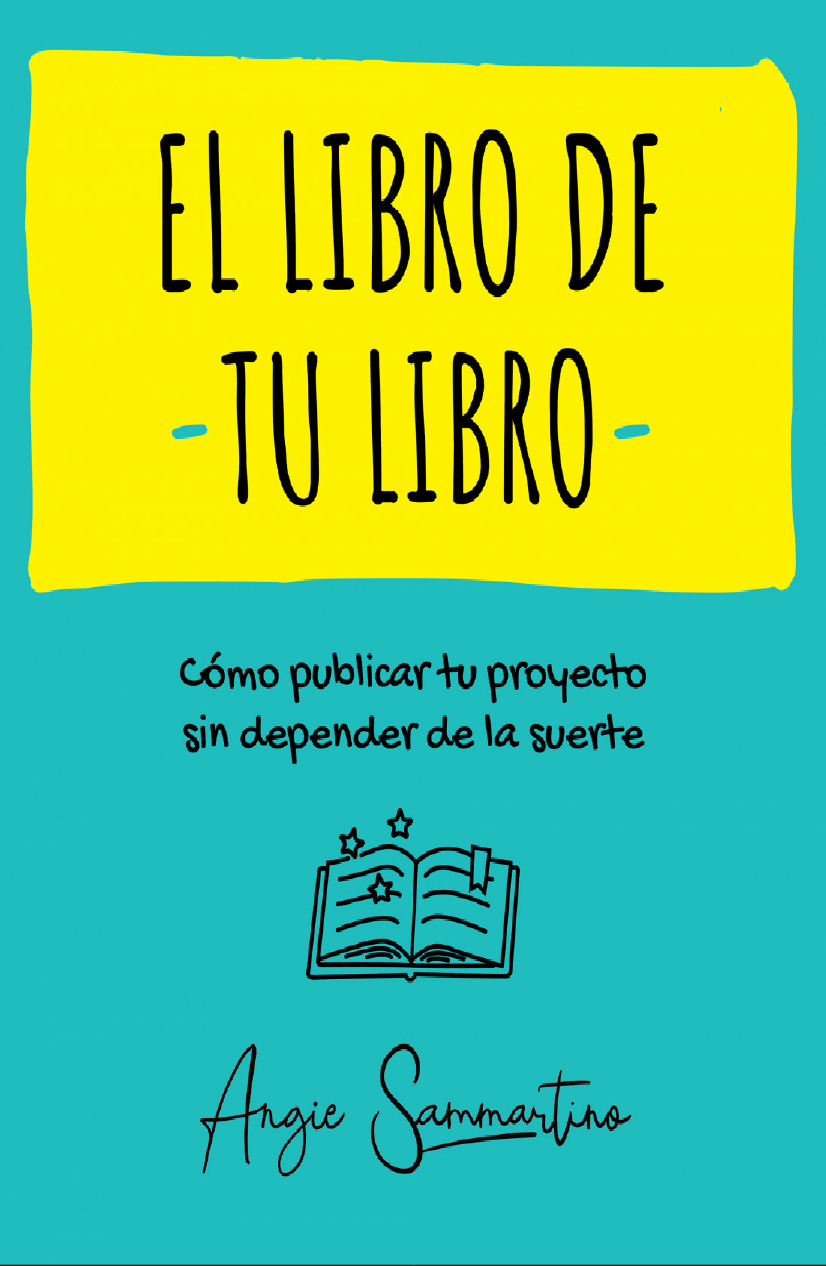 EL LIBRO DE
-TU LIBRO-
Cómo publicar tu proyecto
sin depender de la suerte
Angie Sammartino